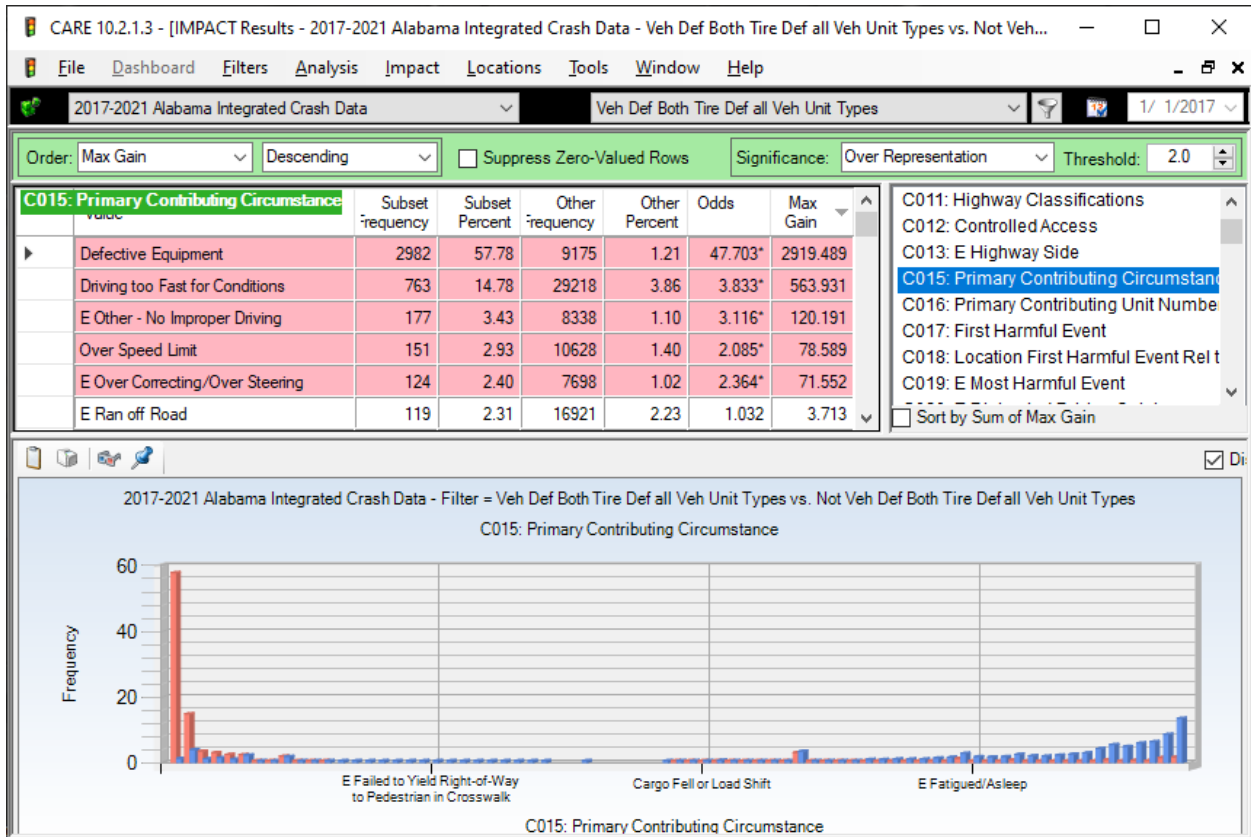 CARE 10.2.1.3 - [IMPACT Results - 2017-2021 Alabama Integrated Crash Data - Veh Def Both Tire Def all Veh Unit Types vs. Not Veh...
File Dashboard Filters Analysis Impact Locations Tools Window Help
2017-2021 Alabama Integrated Crash Data Veh Def Both Tire Def all Veh Unit Types 1/ 1/2017
Order: Max Gain Descending Suppress Zero-Valued Rows Significance: Over Representation Threshold: 2.0
C015: Primary Contributing Circumstance Subset Frequency Subset Percent Other Frequency Other Percent Odds Max Gain
Defective Equipment 2982 57.78 9175 1.21 47.703* 2919.489
Driving too Fast for Conditions 763 14.78 29218 3.86 3.833* 563.931
E Other - No Improper Driving 177 3.43 8338 1.10 3.116* 120.191
Over Speed Limit 151 2.93 10628 1.40 2.085* 78.589
E Over Correcting/Over Steering 124 2.40 7698 1.02 2.364* 71.552
E Ran off Road 119 2.31 16921 2.23 1.032 3.713
C011: Highway Classifications
C012: Controlled Access
C013: E Highway Side
C015: Primary Contributing Circumstanc
C016: Primary Contributing Unit Numbe
C017: First Harmful Event
C018: Location First Harmful Event Rel t
C019: E Most Harmful Event
Sort by Sum of Max Gain
Di
2017-2021 Alabama Integrated Crash Data - Filter = Veh Def Both Tire Def all Veh Unit Types vs. Not Veh Def Both Tire Def all Veh Unit Types
C015: Primary Contributing Circumstance
60
40
20
0
Frequency
E Failed to Yield Right-of-Way
to Pedestrian in Crosswalk
Cargo Fell or Load Shift
E Fatigued/Asleep
C015: Primary Contributing Circumstance